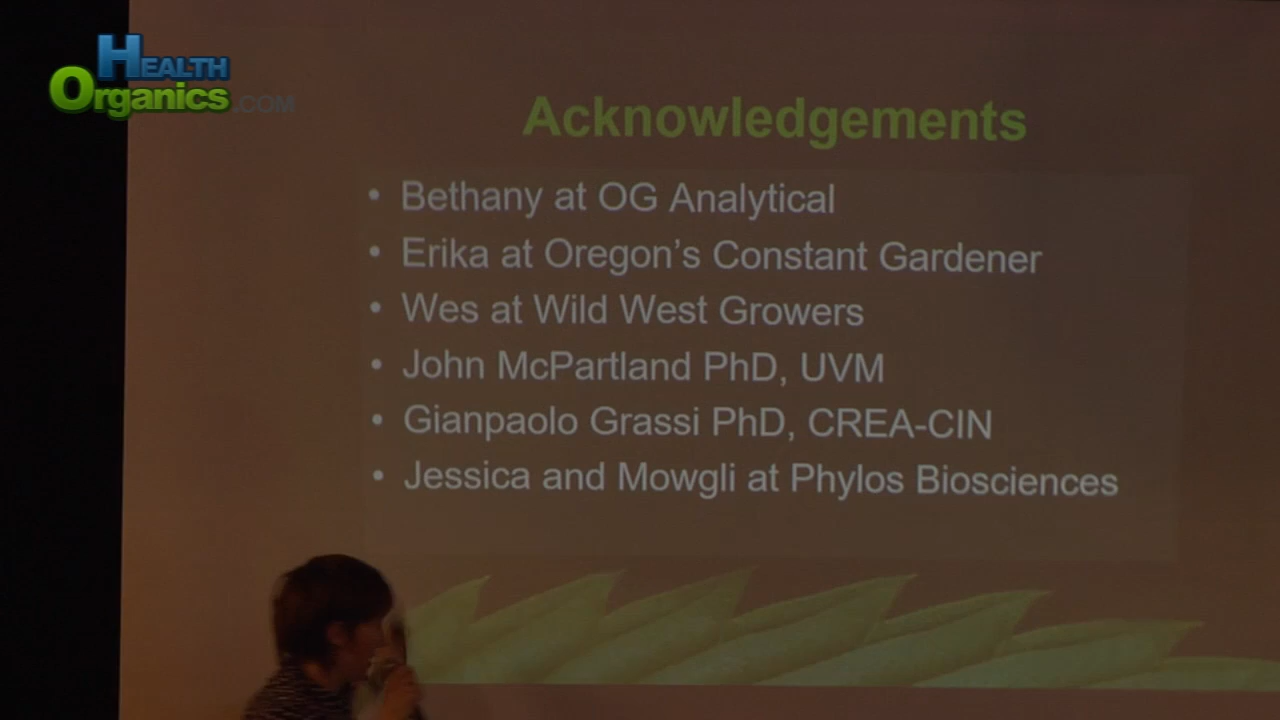 HEALTH
Organics.COM
Acknowledgements
• Bethany at OG Analytical
• Erika at Oregon’s Constant Gardener
• Wes at Wild West Growers
• John McPartland PhD, UVM
• Gianpaolo Grassi PhD, CREA-CIN
• Jessica and Mowgli at Phylos Biosciences